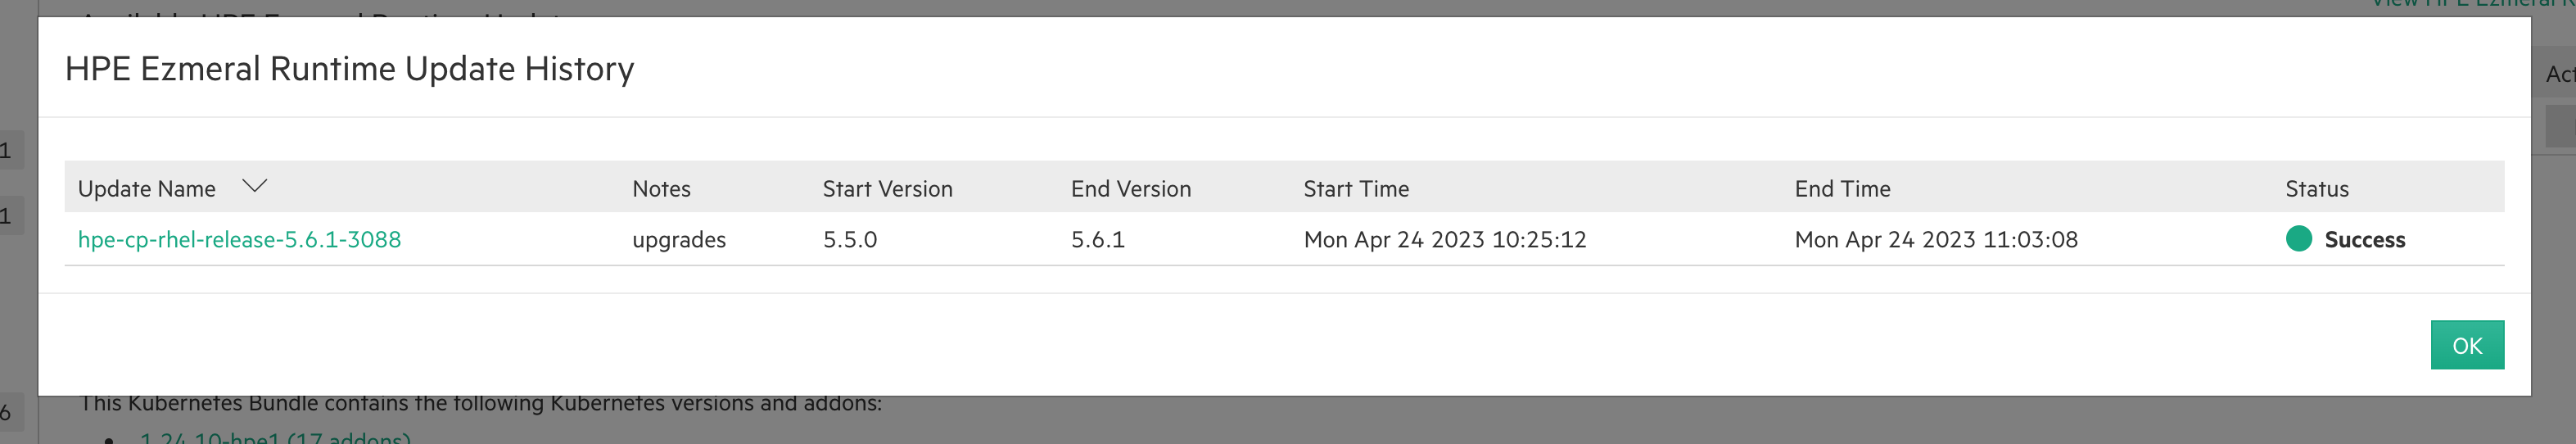 View HPE Ezmeral R
HPE Ezmeral Runtime Update History
Act
1
Update Name Notes Start Version End Version Start Time End Time Status
1
hpe-cp-rhel-release-5.6.1-3088 upgrades 5.5.0 5.6.1 Mon Apr 24 2023 10:25:12 Mon Apr 24 2023 11:03:08 Success
OK
6
This Kubernetes Bundle contains the following Kubernetes versions and addons:
• 1.24.10-hpe1 (17 addons)